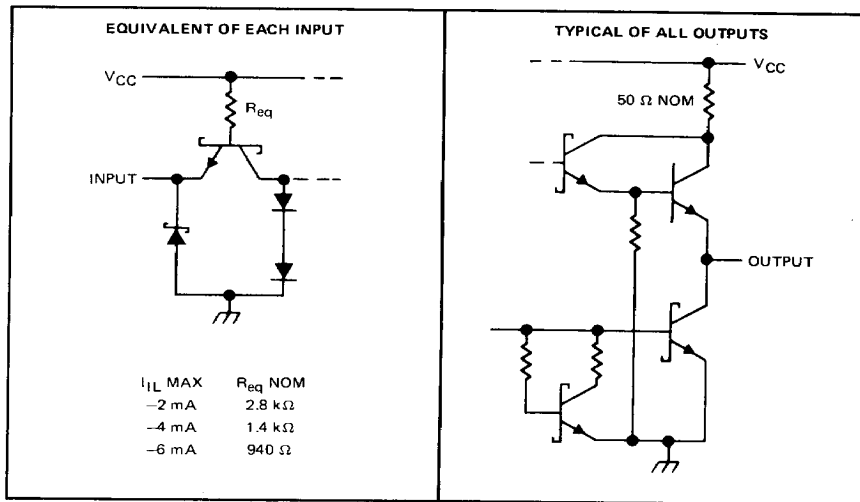 EQUIVALENT OF EACH INPUT
VCC
Req
INPUT
IIL MAX Req NOM
−2 mA 2.8 kΩ
−4 mA 1.4 kΩ
−6 mA 940 Ω
TYPICAL OF ALL OUTPUTS
VCC
50 Ω NOM
OUTPUT